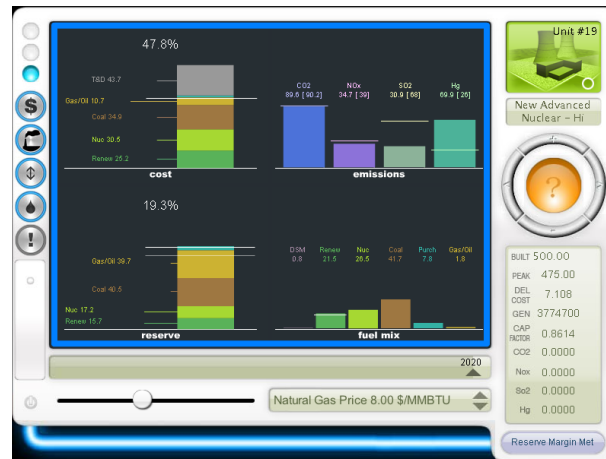 47.8%
T&D 43.7
Gas/Oil 10.7
Coal 34.9
Nuc 30.5
Renew 25.2
cost
CO2 NOx SO2 Hg
89.6 [ 90.2] 34.7 [ 39] 30.9 [ 68] 69.9 [ 26]
emissions
19.3%
Gas/Oil 39.7
Coal 40.5
Nuc 17.2
Renew 15.7
reserve
DSM Renew Nuc Coal Purch Gas/Oil
0.8 21.5 26.5 41.7 7.8 1.8
fuel mix
2020
Natural Gas Price 8.00 $/MMBTU
$
!
Unit #19
New Advanced
Nuclear – Hi
?
BUILT 500.00
PEAK 475.00
DEL
COST 7.108
GEN 3774700
CAP
FACTOR 0.8614
CO2 0.0000
Nox 0.0000
So2 0.0000
Hg 0.0000
Reserve Margin Met